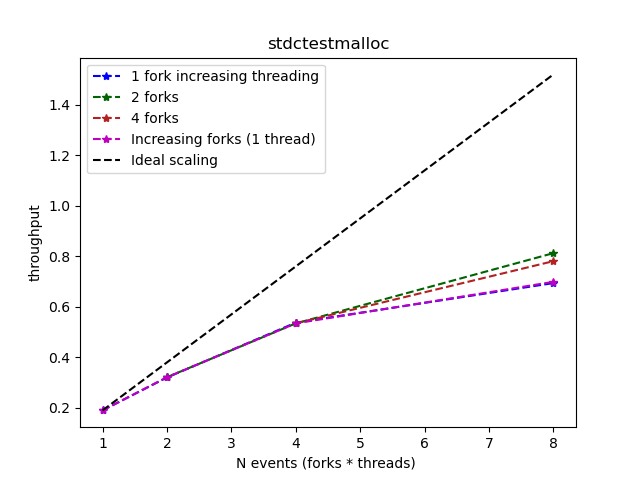 stdctestmalloc
1 fork increasing threading
2 forks
4 forks
Increasing forks (1 thread)
Ideal scaling
throughput
1.4
1.2
1.0
0.8
0.6
0.4
0.2
1 2 3 4 5 6 7 8
N events (forks * threads)